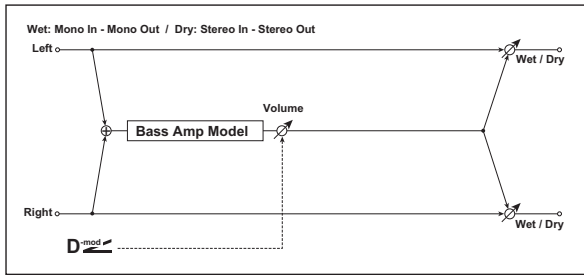 Wet: Mono In - Mono Out / Dry: Stereo In - Stereo Out
Left
Wet / Dry
Volume
Bass Amp Model
Right
Wet / Dry
D-mod